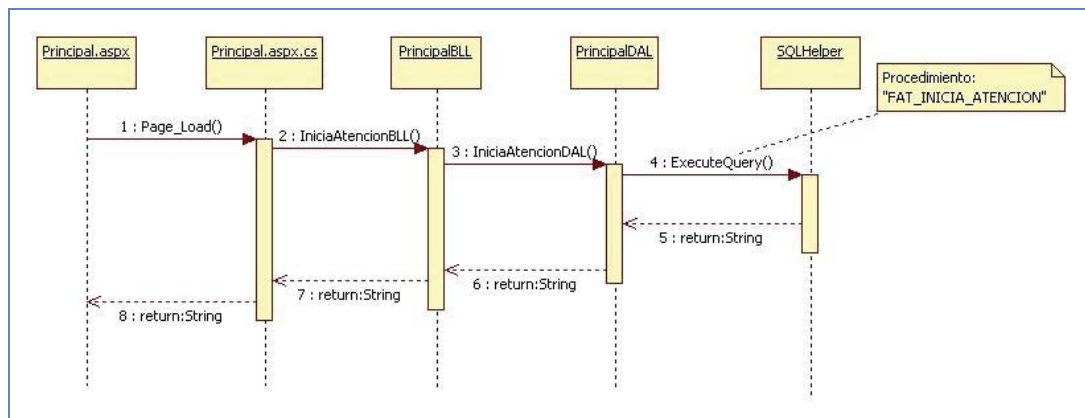 Principal.aspx
Principal.aspx.cs
PrincipalBLL
PrincipalDAL
SQLHelper
Procedimiento:
"FAT_INICIA_ATENCION"
1 : Page_Load()
2 : IniciaAtencionBLL()
3 : IniciaAtencionDAL()
4 : ExecuteQuery()
5 : return:String
6 : return:String
7 : return:String
8 : return:String